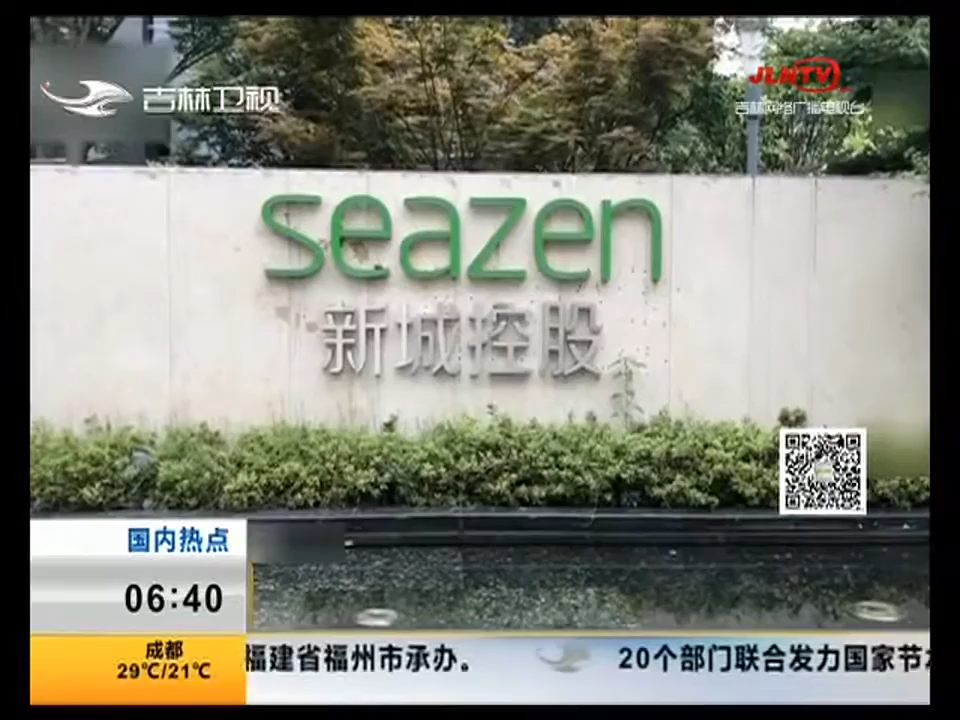 吉林卫视
JLNTV
吉林网络广播电视台
seazen
新城控股
国内热点
06:40
成都
29℃/21℃
福建省福州市承办。
20个部门联合发力国家节